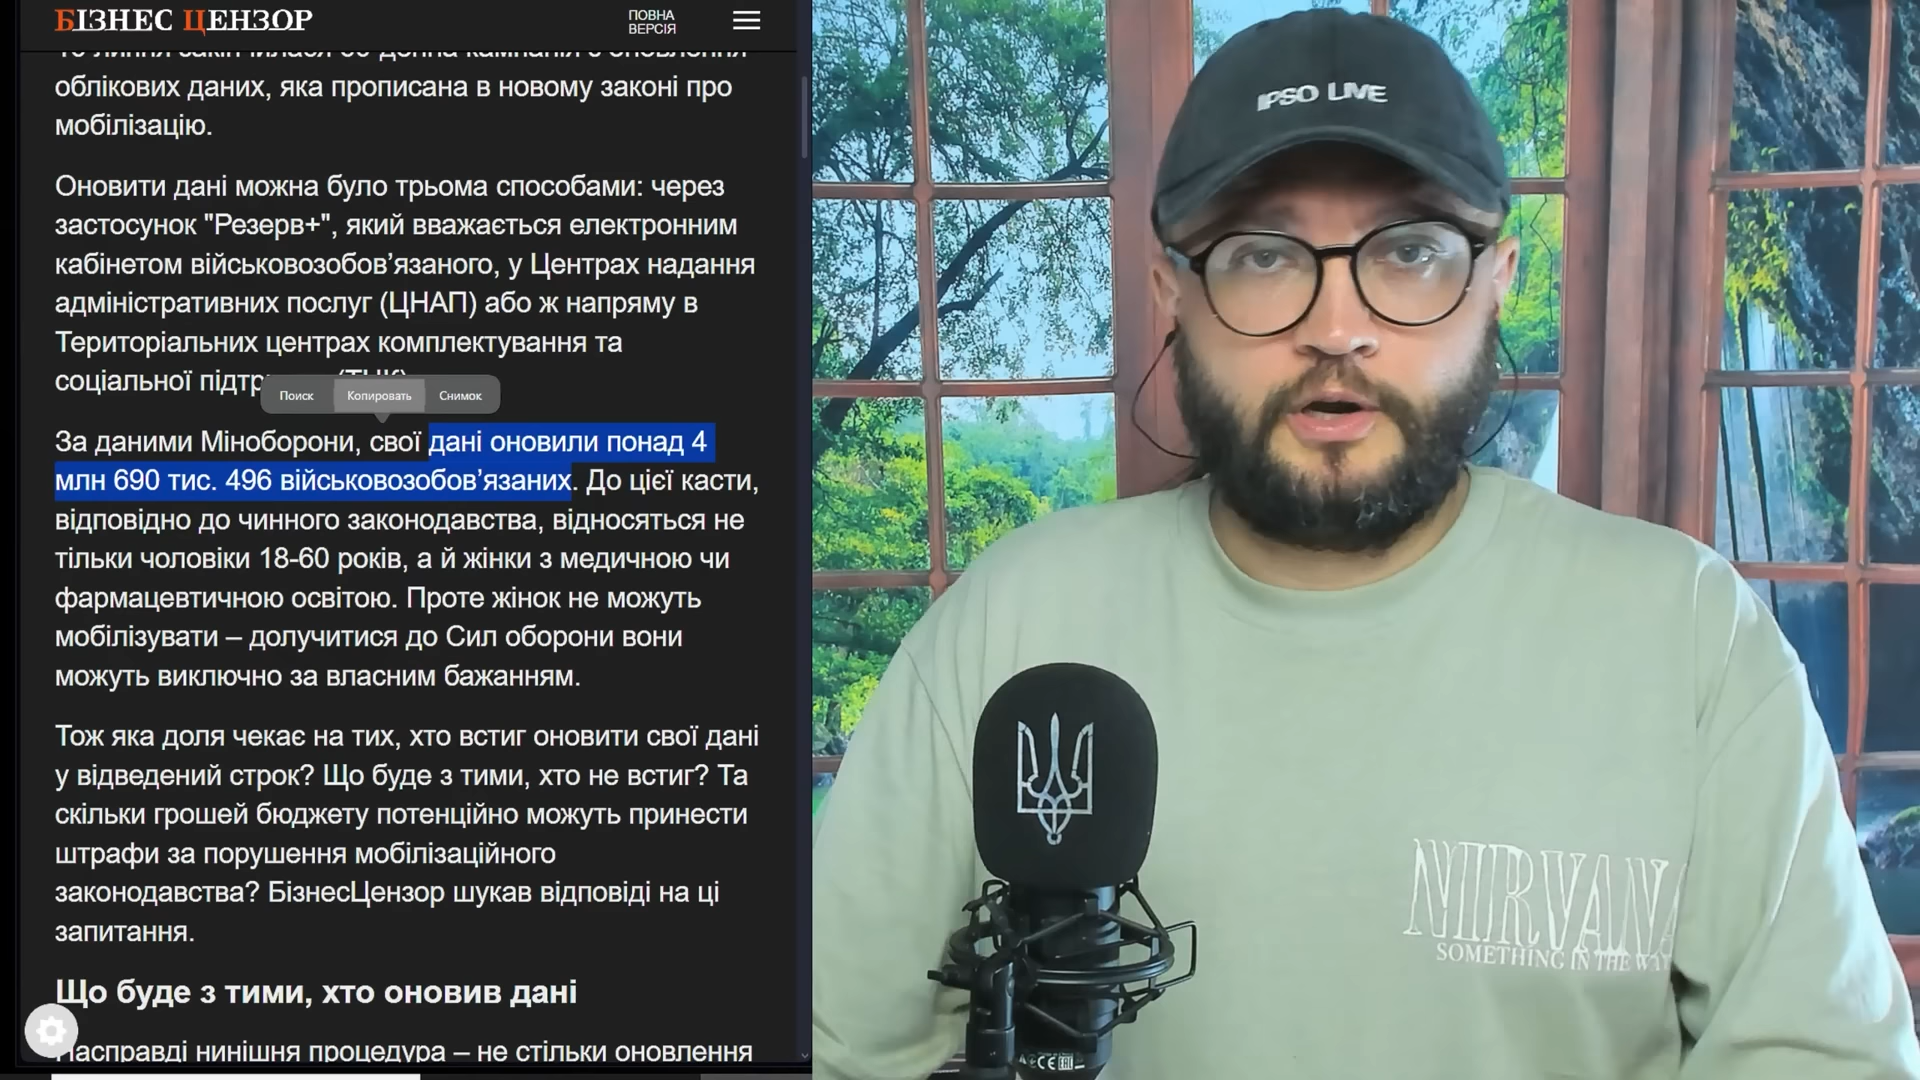 БІЗНЕС ЦЕНЗОР
ПОВНА
ВЕРСІЯ
облікових даних, яка прописана в новому законі про
мобілізацію.
Оновити дані можна було трьома способами: через
застосунок "Резерв+", який вважається електронним
кабінетом військовозобов’язаного, у Центрах надання
адміністративних послуг (ЦНАП) або ж напряму в
Територіальних центрах комплектування та
соціальної
Поиск
Копировать
Снимок
За даними Міноборони, свої дані оновили понад 4
млн 690 тис. 496 військовозобов’язаних. До цієї касти,
відповідно до чинного законодавства, відносяться не
тільки чоловіки 18-60 років, а й жінки з медичною чи
фармацевтичною освітою. Проте жінок не можуть
мобілізувати – долучитися до Сил оборони вони
можуть виключно за власним бажанням.
Тож яка доля чекає на тих, хто встиг оновити свої дані
у відведений строк? Що буде з тими, хто не встиг? Та
скільки грошей бюджету потенційно можуть принести
штрафи за порушення мобілізаційного
законодавства? БізнесЦензор шукав відповіді на ці
запитання.
Що буде з тими, хто оновив дані
Насправді нинішня процедура – не стільки оновлення
IPSO LIVE
NIRVANA
SOMETHING IN THE WAY